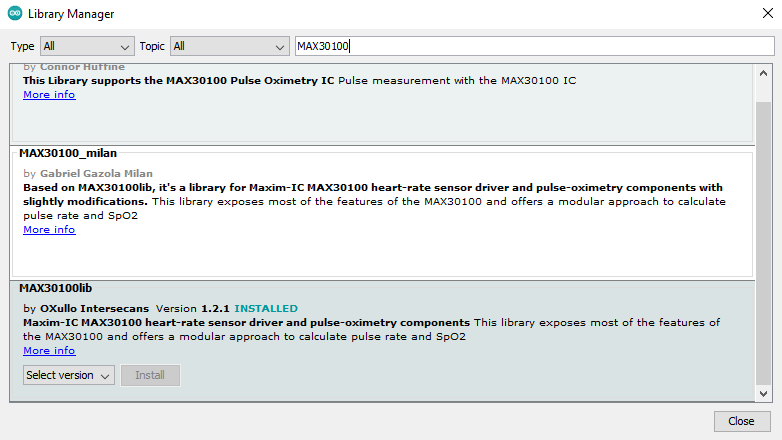 Library Manager
Type All Topic All MAX30100
by Connor Huffine
This Library supports the MAX30100 Pulse Oximetry IC Pulse measurement with the MAX30100 IC
More info
MAX30100_milan
by Gabriel Gazola Milan
Based on MAX30100lib, it's a library for Maxim-IC MAX30100 heart-rate sensor driver and pulse-oximetry components with
slightly modifications. This library exposes most of the features of the MAX30100 and offers a modular approach to calculate
pulse rate and SpO2
More info
MAX30100lib
by OXullo Intersecans Version 1.2.1 INSTALLED
Maxim-IC MAX30100 heart-rate sensor driver and pulse-oximetry components This library exposes most of the features of
the MAX30100 and offers a modular approach to calculate pulse rate and SpO2
More info
Select version Install
Close